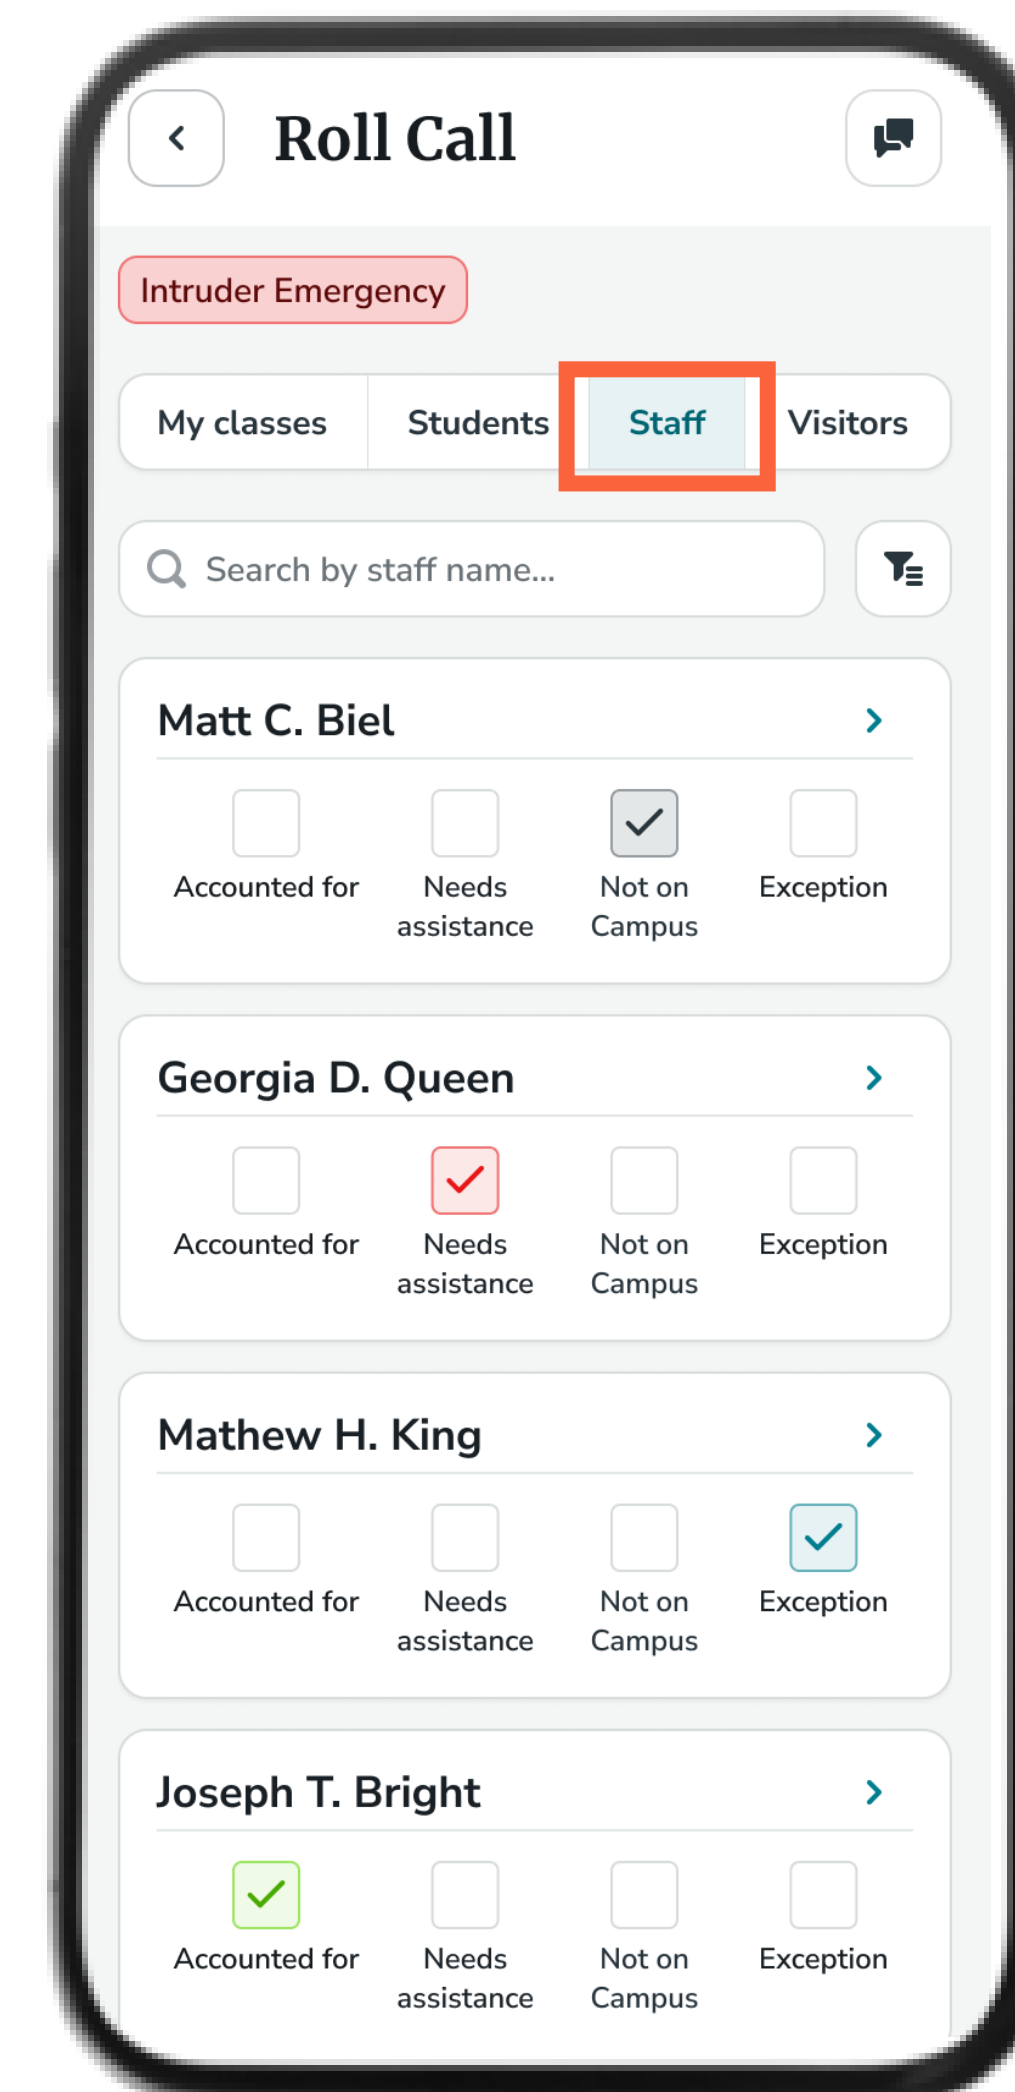 Roll Call
Intruder Emergency
My classes Students Staff Visitors
Search by staff name...
Matt C. Biel
Accounted for Needs Not on Exception
assistance Campus
Georgia D. Queen
Accounted for Needs Not on Exception
assistance Campus
Mathew H. King
Accounted for Needs Not on Exception
assistance Campus
Joseph T. Bright
Accounted for Needs Not on Exception
assistance Campus